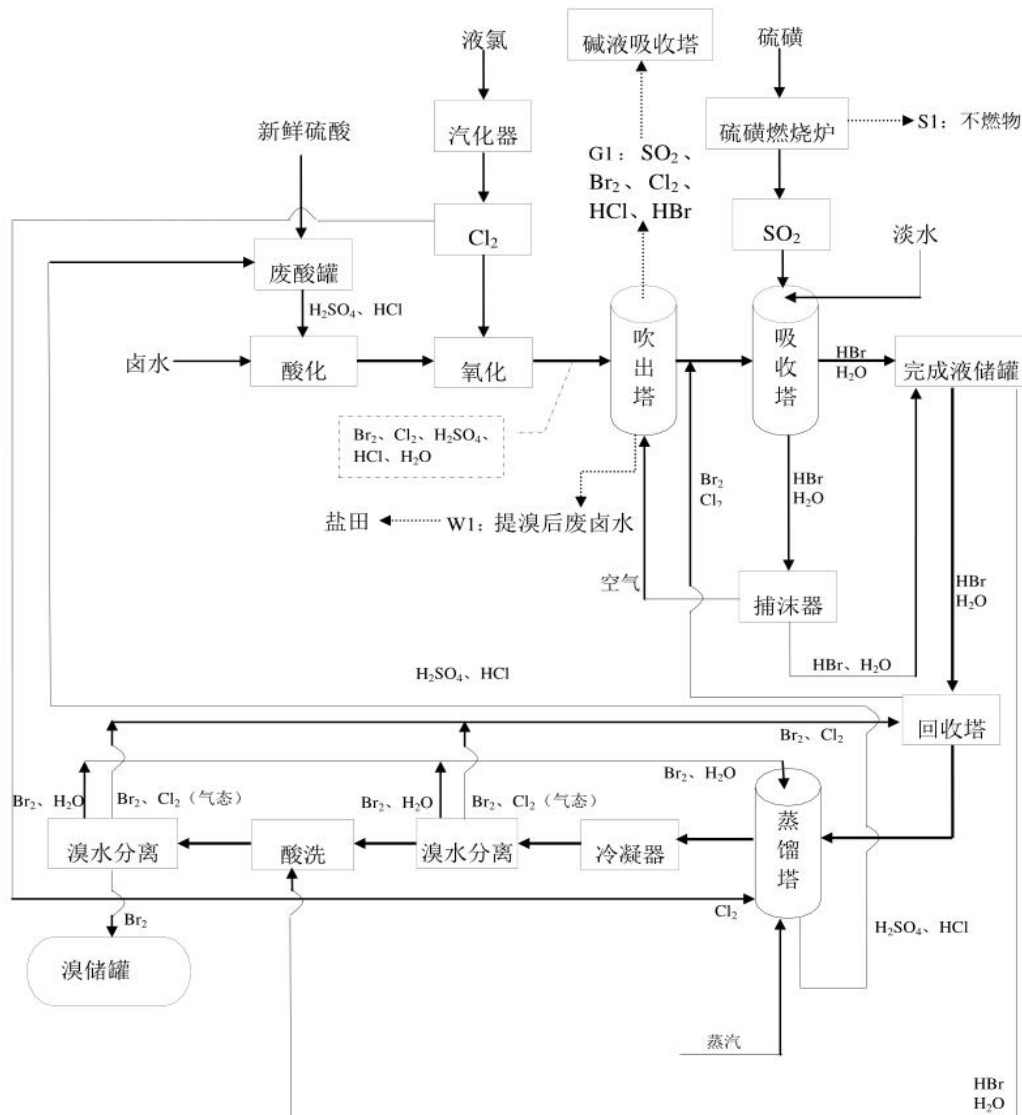 液氯
碱液吸收塔
硫磺
新鲜硫酸
汽化器
硫磺燃烧炉
S1：不燃物
G1：SO₂、
Br₂、Cl₂、
HCl、HBr
Cl₂
SO₂
淡水
废酸罐
H₂SO₄、HCl
卤水
酸化
氧化
吹出塔
吸收塔
HBr
H₂O
完成液储罐
Br₂、Cl₂、H₂SO₄、
HCl、H₂O
Br₂
Cl₂
HBr
H₂O
盐田
W1：提溴后废卤水
空气
捕沫器
HBr
H₂O
HBr、H₂O
H₂SO₄、HCl
回收塔
Br₂、Cl₂
Br₂、H₂O
Br₂、H₂O
Br₂、Cl₂（气态）
Br₂、H₂O
Br₂、Cl₂（气态）
蒸馏塔
溴水分离
酸洗
溴水分离
冷凝器
Br₂
Cl₂
H₂SO₄、HCl
溴储罐
蒸汽
HBr
H₂O